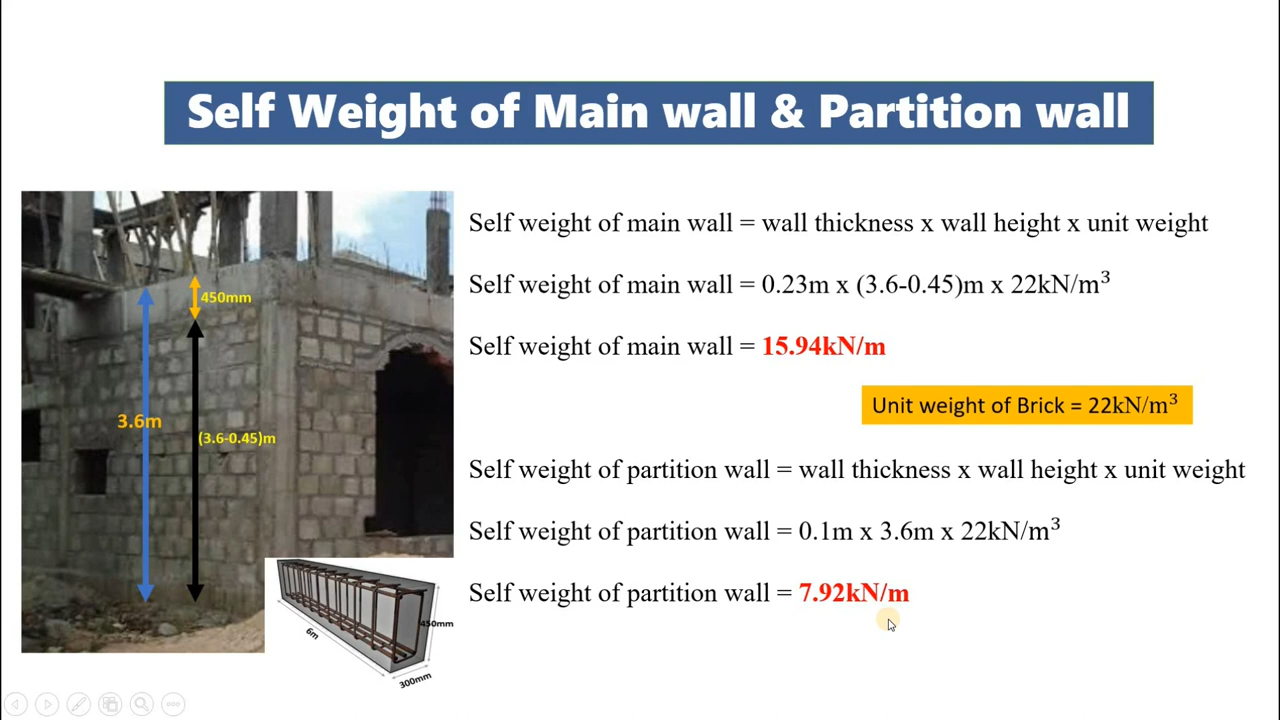 Self Weight of Main wall & Partition wall
Self weight of main wall = wall thickness x wall height x unit weight
450mm
Self weight of main wall = 0.23m x (3.6-0.45)m x 22kN/m³
Self weight of main wall = 15.94kN/m
Unit weight of Brick = 22kN/m³
3.6m
(3.6-0.45)m
Self weight of partition wall = wall thickness x wall height x unit weight
Self weight of partition wall = 0.1m x 3.6m x 22kN/m³
Self weight of partition wall = 7.92kN/m
450mm
6m
300mm